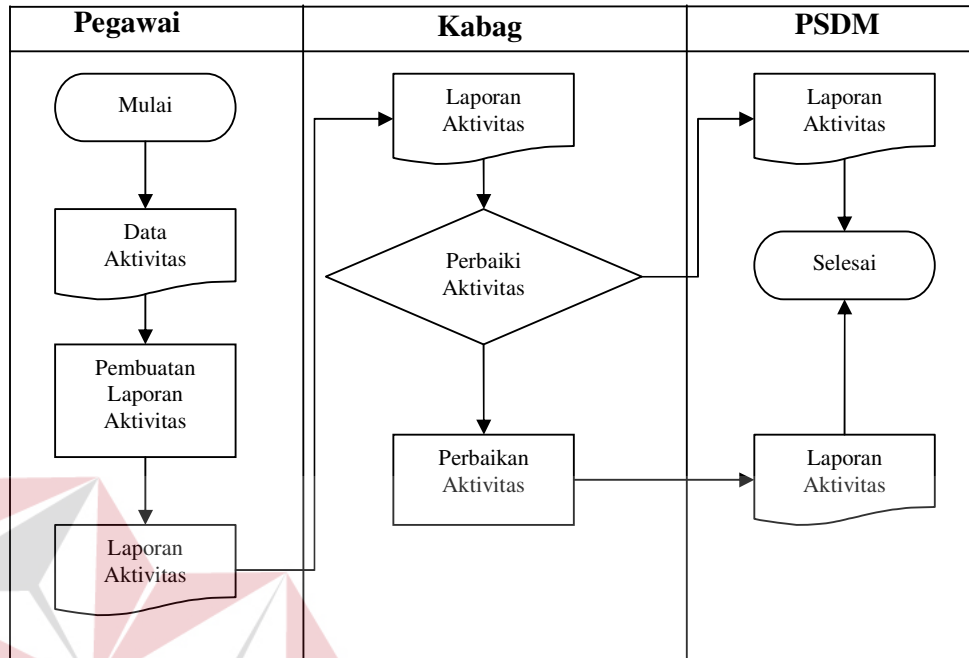 Pegawai
Kabag
PSDM
Mulai
Data
Aktivitas
Pembuatan
Laporan
Aktivitas
Laporan
Aktivitas
Laporan
Aktivitas
Perbaiki
Aktivitas
Perbaikan
Aktivitas
Laporan
Aktivitas
Selesai
Laporan
Aktivitas